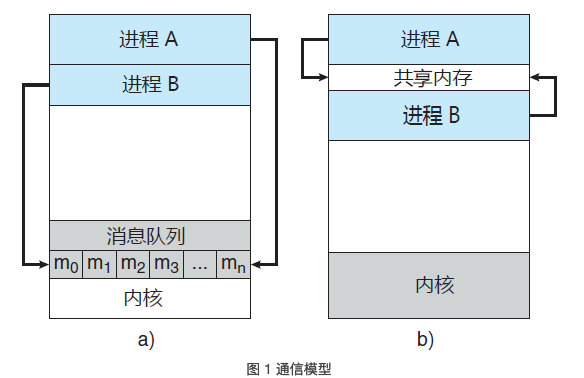 进程 A
进程 B
消息队列
m0 m1 m2 m3 ... mn
内核
a)
进程 A
共享内存
进程 B
内核
b)
图 1 通信模型